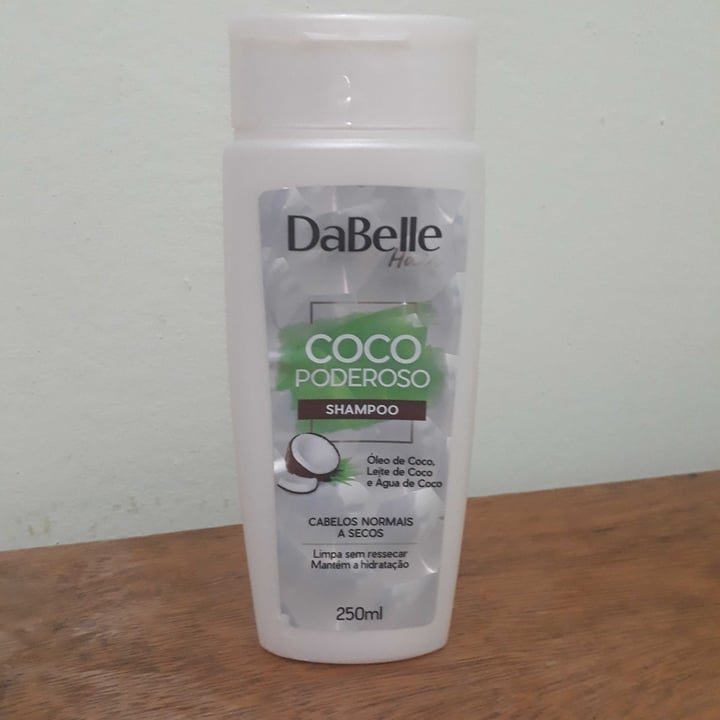 DaBelle
Hair
COCO
PODEROSO
SHAMPOO
Óleo de Coco,
Leite de Coco
e Água de Coco
CABELOS NORMAIS
A SECOS
Limpa sem ressecar
Mantém a hidratação
250ml